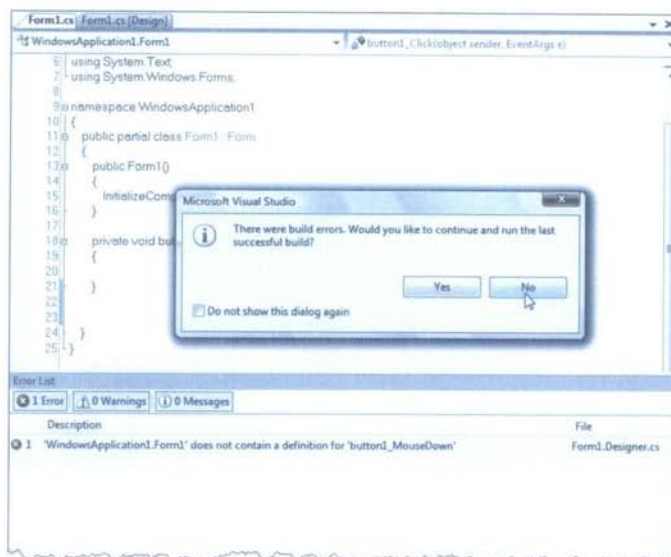 Form1.cs Form1.cs [Design]
WindowsApplication1.Form1 button1_Click(object sender, EventArgs e)
6 using System.Text
7 using System.Windows.Forms;
8
9 namespace WindowsApplication1
10 {
11 public partial class Form1 : Form
12 {
13 public Form1()
14 {
15 InitializeComp
16 }
17
18 private void but
19 {
20
21 }
22
23
24 }
25 }
Microsoft Visual Studio
There were build errors. Would you like to continue and run the last
successful build?
Yes No
Do not show this dialog again
Error List
1 Error 0 Warnings 0 Messages
Description File
1 'WindowsApplication1.Form1' does not contain a definition for 'button1_MouseDown' Form1.Designer.cs